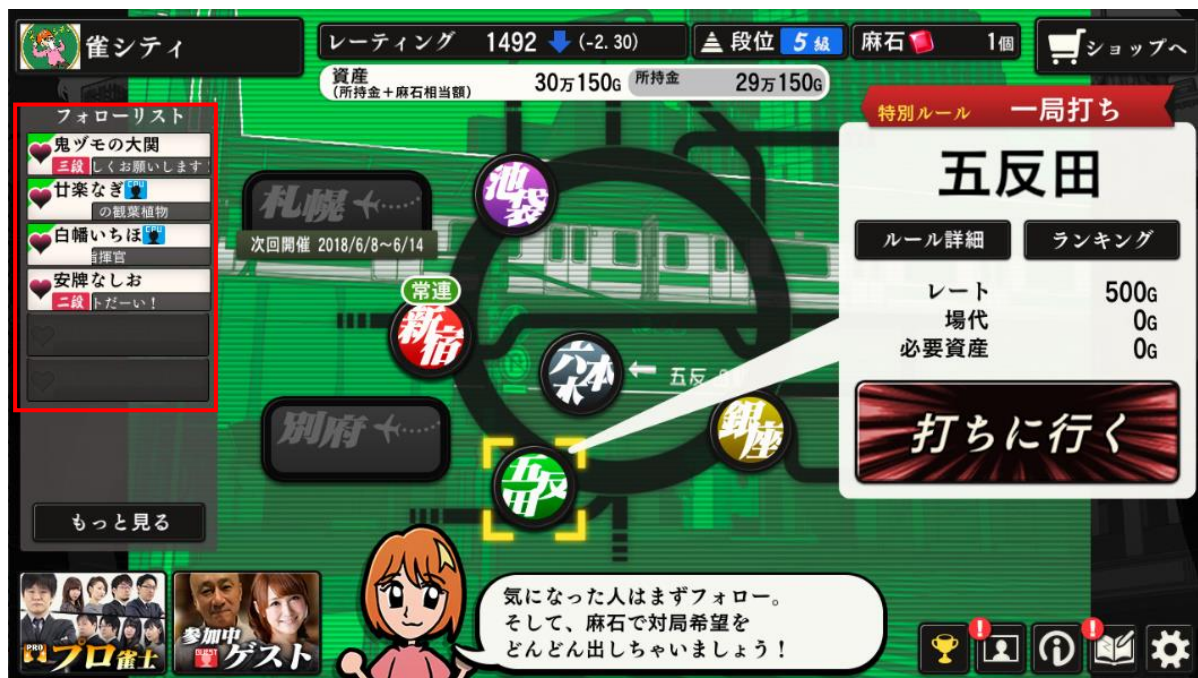 雀シティ
レーティング 1492 (-2.30)
段位 5級
麻石 1個
ショップへ
資産
(所持金+麻石相当額)
30万150G
所持金 29万150G
フォローリスト
鬼ヅモの大関
三段 しくお願いします！
廿楽なぎ CPU
の観葉植物
白幡いちほ CPU
指揮官
安牌なしお
二段 トだーい！
もっと見る
札幌
次回開催 2018/6/8～6/14
池袋
常連
新宿
六本木
← 五反
別府
銀座
五反田
特別ルール 一局打ち
五反田
ルール詳細
ランキング
レート 500G
場代 0G
必要資産 0G
打ちに行く
PRO プロ雀士
参加中
GUEST ゲスト
気になった人はまずフォロー。
そして、麻石で対局希望を
どんどん出しちゃいましょう！